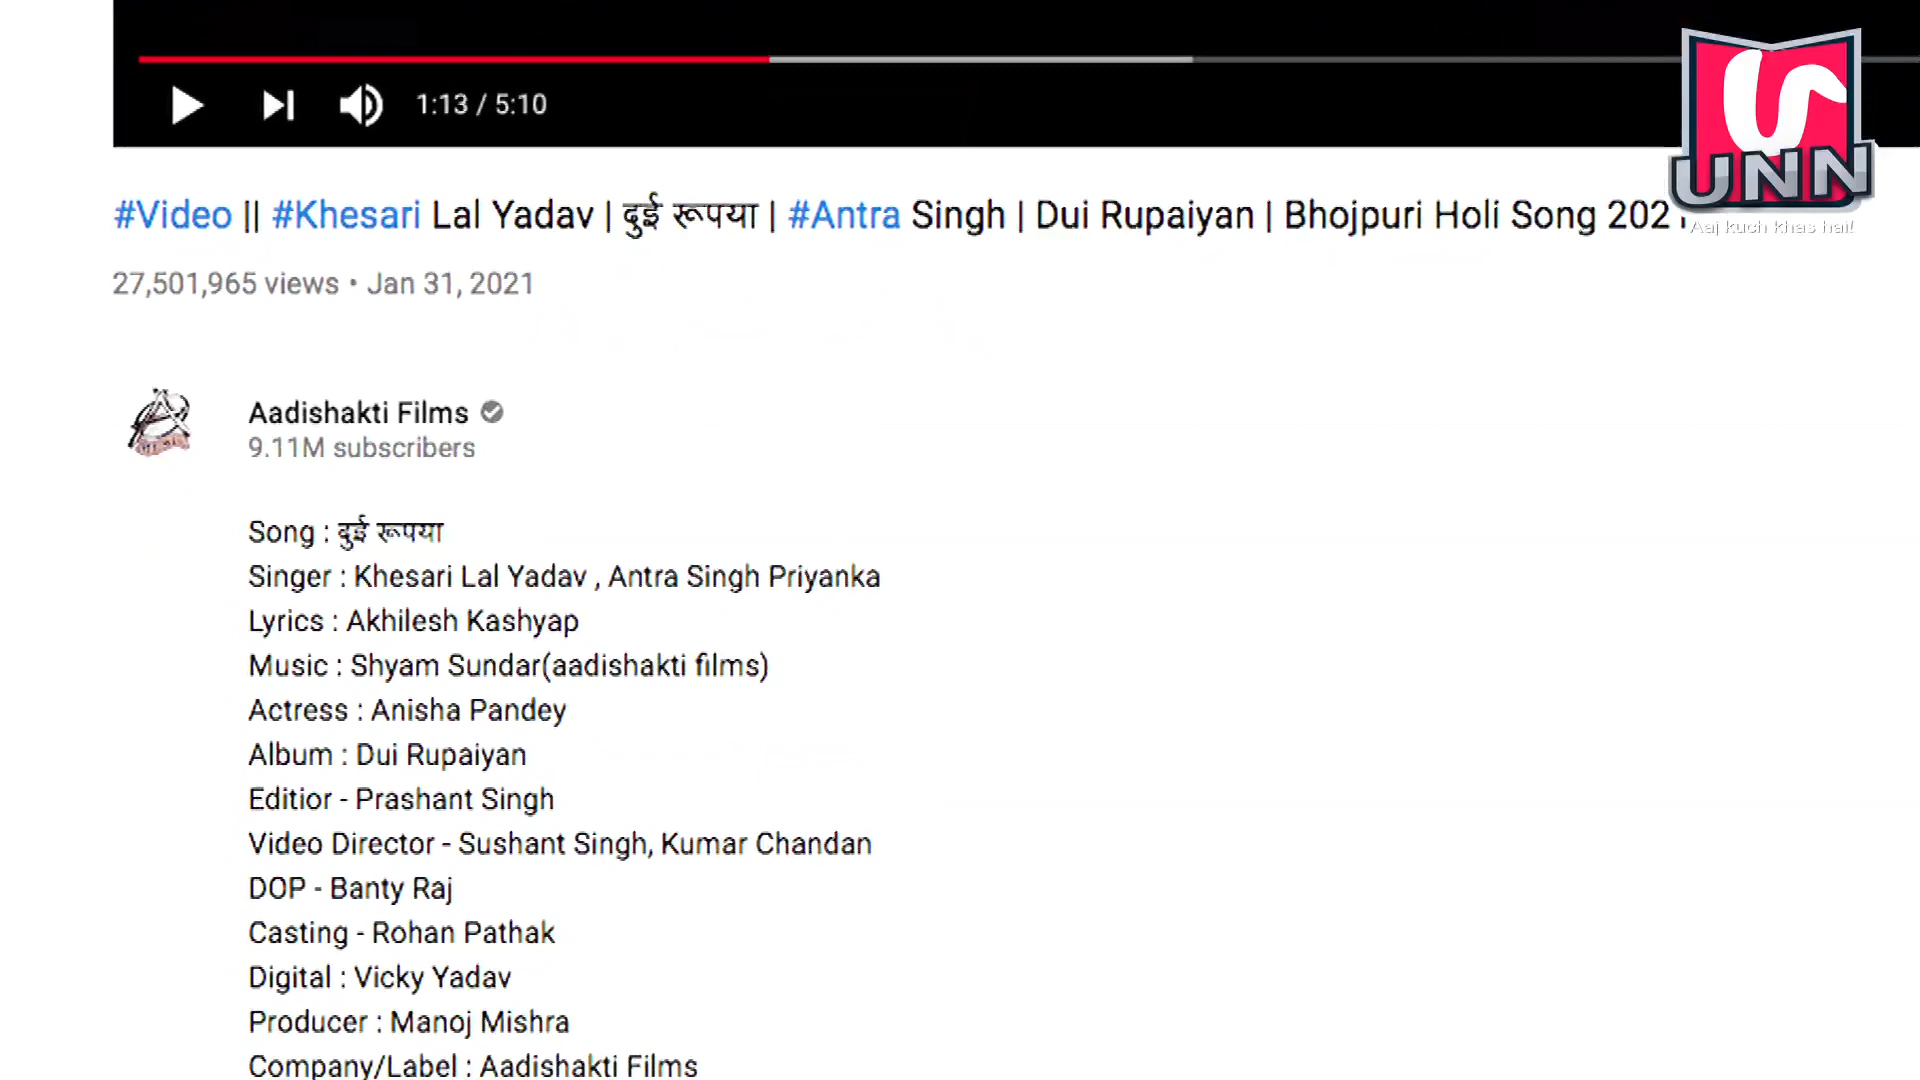 1:13 / 5:10
UNN
Aaj kuch khas hai!
#Video || #Khesari Lal Yadav | दुई रूपया | #Antra Singh | Dui Rupaiyan | Bhojpuri Holi Song 2021
27,501,965 views • Jan 31, 2021
Aadishakti Films
9.11M subscribers
Song : दुई रूपया
Singer : Khesari Lal Yadav , Antra Singh Priyanka
Lyrics : Akhilesh Kashyap
Music : Shyam Sundar(aadishakti films)
Actress : Anisha Pandey
Album : Dui Rupaiyan
Editior - Prashant Singh
Video Director - Sushant Singh, Kumar Chandan
DOP - Banty Raj
Casting - Rohan Pathak
Digital : Vicky Yadav
Producer : Manoj Mishra
Company/Label : Aadishakti Films